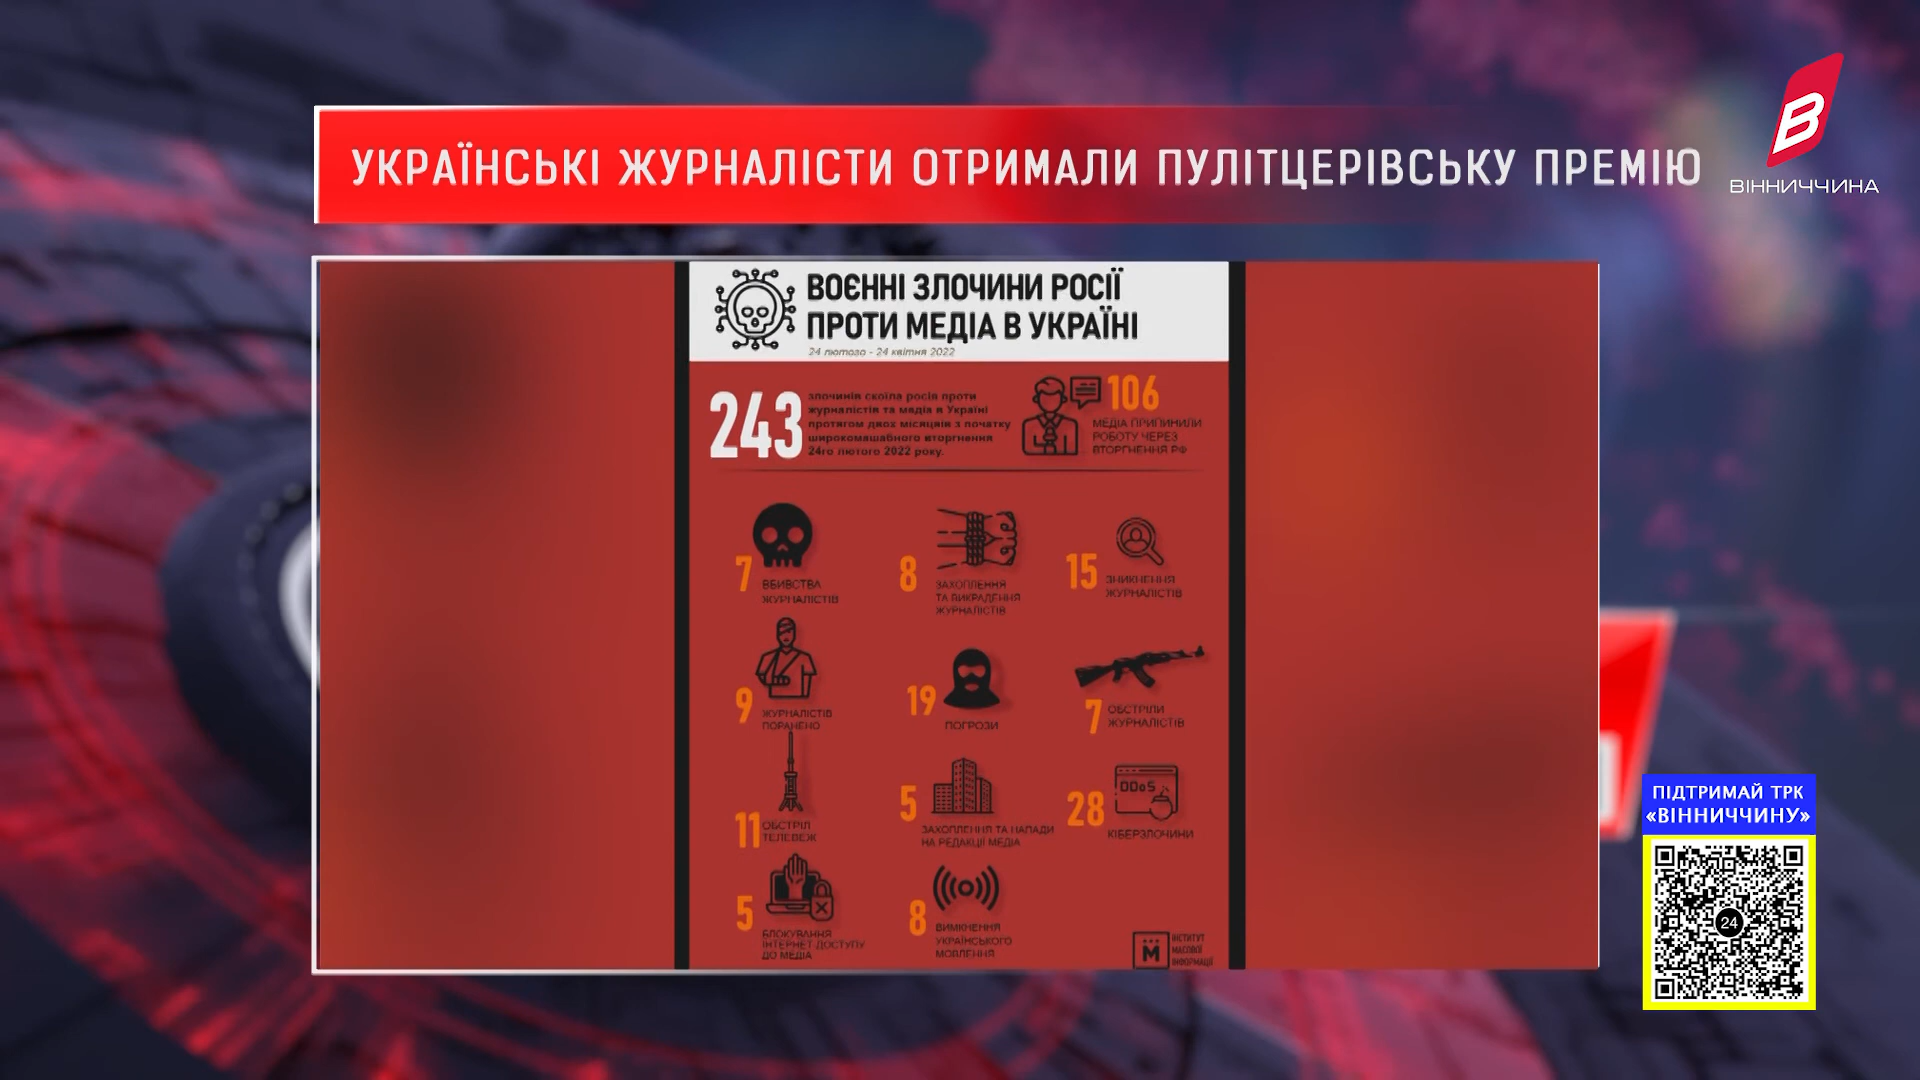 УКРАЇНСЬКІ ЖУРНАЛІСТИ ОТРИМАЛИ ПУЛІТЦЕРІВСЬКУ ПРЕМІЮ
В
ВІННИЧЧИНА
ВОЄННІ ЗЛОЧИНИ РОСІЇ
ПРОТИ МЕДІА В УКРАЇНІ
24 лютого - 24 квітня 2022
243
злочинів скоїла росія проти
журналістів та медіа в Україні
протягом двох місяців з початку
широкомашабного вторгнення
24го лютого 2022 року.
106
МЕДІА ПРИПИНИЛИ
РОБОТУ ЧЕРЕЗ
ВТОРГНЕННЯ РФ
7
ВБИВСТВА
ЖУРНАЛІСТІВ
8
ЗАХОПЛЕННЯ
ТА ВИКРАДЕННЯ
ЖУРНАЛІСТІВ
15
ЗНИКНЕННЯ
ЖУРНАЛІСТІВ
9
ЖУРНАЛІСТІВ
ПОРАНЕНО
19
ПОГРОЗИ
7
ОБСТРІЛИ
ЖУРНАЛІСТІВ
11
ОБСТРІЛ
ТЕЛЕВЕЖ
5
ЗАХОПЛЕННЯ ТА НАПАДИ
НА РЕДАКЦІЇ МЕДІА
DDoS
28
КІБЕРЗЛОЧИНИ
5
БЛОКУВАННЯ
ІНТЕРНЕТ-ДОСТУПУ
ДО МЕДІА
8
ВИМКНЕННЯ
УКРАЇНСЬКОГО
МОВЛЕННЯ
М
ІНСТИТУТ
МАСОВОЇ
ІНФОРМАЦІЇ
ПІДТРИМАЙ ТРК
«ВІННИЧЧИНУ»
24